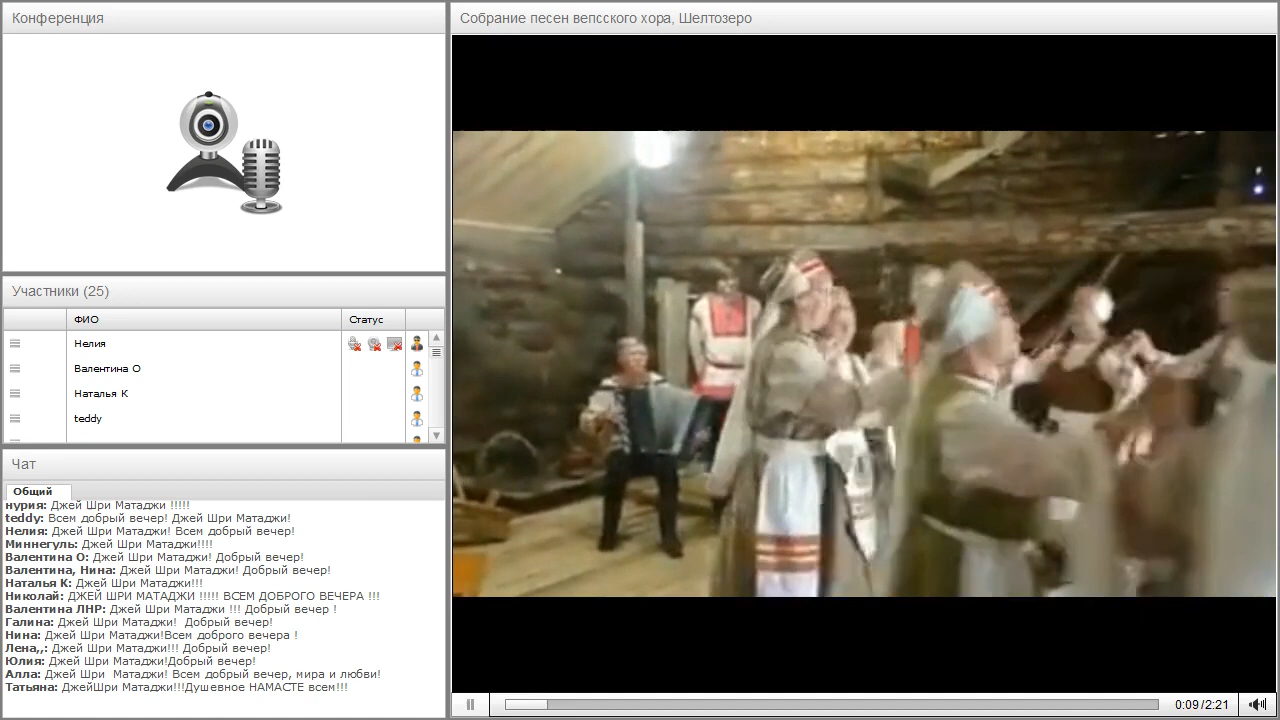 Конференция
Собрание песен вепсского хора, Шелтозеро
Участники (25)
ФИО Статус
Нелия
Валентина О
Наталья К
teddy
Чат
Общий
нурия: Джей Шри Матаджи !!!!!
teddy: Всем добрый вечер! Джей Шри Матаджи!
Нелия: Джей Шри Матаджи! Всем добрый вечер!
Миннегуль: Джей Шри Матаджи!!!!
Валентина О: Джей Шри Матаджи! Добрый вечер!
Валентина, Нина: Джей Шри Матаджи! Добрый вечер!
Наталья К: Джей Шри Матаджи!!!
Николай: ДЖЕЙ ШРИ МАТАДЖИ !!!!! ВСЕМ ДОБРОГО ВЕЧЕРА !!!
Валентина ЛНР: Джей Шри Матаджи !!! Добрый вечер !
Галина: Джей Шри Матаджи!  Добрый вечер!
Нина: Джей Шри Матаджи!Всем доброго вечера !
Лена,,: Джей Шри Матаджи!!! Добрый вечер!
Юлия: Джей Шри Матаджи!Добрый вечер!
Алла: Джей Шри  Матаджи! Всем добрый вечер, мира и любви!
Татьяна: ДжейШри Матаджи!!!Душевное НАМАСТЕ всем!!!
0:09/2:21